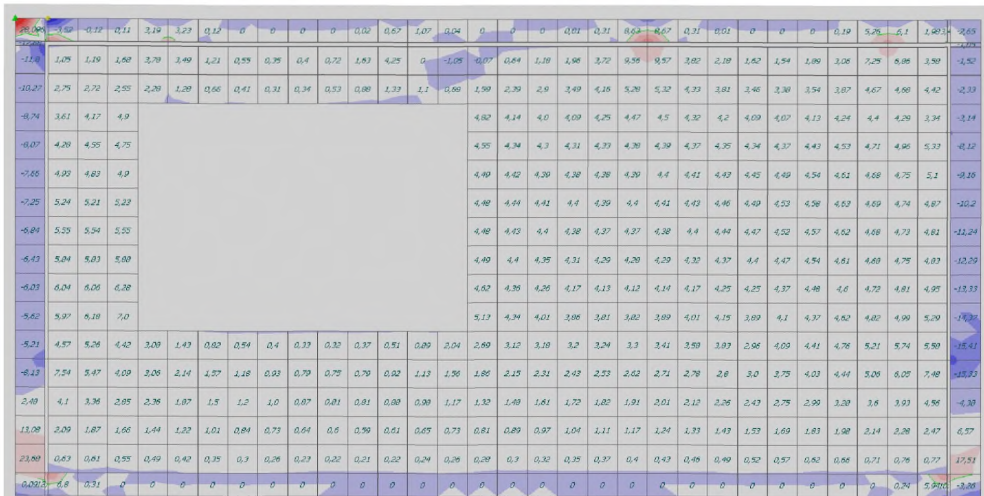 -0,52 -0,12 0,11 3,19 3,23 0,12 0 0 0 0,02 0,67 1,07 0,04 0 0 0 0,01 0,31 8,63 8,67 0,31 0,01 0 0 0 0,19 5,26 6,1
1,05 1,19 1,62 3,78 3,49 1,21 0,55 0,35 0,4 0,72 1,63 4,25 0 -1,05 0,07 0,64 1,18 1,96 3,72 9,56 9,57 3,82 2,18 1,62 1,54 1,89 3,06 7,25 6,86 3,59 -1,52
-10,27 2,75 2,72 2,55 2,28 1,28 0,66 0,41 0,31 0,34 0,53 0,88 1,33 1,1 0,68 1,59 2,39 2,9 3,49 4,16 5,28 5,32 4,33 3,81 3,46 3,38 3,54 3,87 4,67 4,68 4,42 -2,33
-8,74 3,61 4,17 4,9 4,82 4,14 4,0 4,09 4,25 4,47 4,5 4,32 4,2 4,09 4,07 4,13 4,24 4,4 4,29 3,34 -3,14
-8,07 4,28 4,55 4,75 4,55 4,34 4,3 4,31 4,33 4,38 4,39 4,37 4,35 4,34 4,37 4,43 4,53 4,71 4,96 5,33 -8,12
-7,66 4,93 4,83 4,9 4,49 4,42 4,39 4,38 4,38 4,39 4,4 4,41 4,43 4,45 4,49 4,54 4,61 4,68 4,75 5,1 -9,16
-7,25 5,24 5,21 5,23 4,48 4,44 4,41 4,4 4,39 4,4 4,41 4,43 4,46 4,49 4,53 4,58 4,63 4,69 4,74 4,87 -10,2
-6,84 5,55 5,54 5,55 4,48 4,43 4,4 4,38 4,37 4,37 4,38 4,4 4,44 4,47 4,52 4,57 4,62 4,68 4,73 4,81 -11,24
-6,43 5,84 5,83 5,88 4,49 4,4 4,35 4,31 4,29 4,28 4,29 4,32 4,37 4,4 4,47 4,54 4,61 4,68 4,75 4,83 -12,29
-6,03 6,04 6,06 6,28 4,62 4,36 4,26 4,17 4,13 4,12 4,14 4,17 4,25 4,25 4,37 4,48 4,6 4,72 4,81 4,95 -13,33
-5,62 5,97 6,18 7,0 5,13 4,34 4,01 3,86 3,81 3,82 3,89 4,01 4,15 3,89 4,1 4,37 4,62 4,82 4,99 5,29 -14,37
-5,21 4,57 5,26 4,42 3,09 1,43 0,82 0,54 0,4 0,33 0,32 0,37 0,51 0,89 2,04 2,69 3,12 3,18 3,2 3,24 3,3 3,41 3,59 3,83 2,96 4,09 4,41 4,76 5,21 5,74 5,58 -15,41
-8,13 7,54 5,47 4,09 3,06 2,14 1,57 1,18 0,93 0,79 0,75 0,79 0,92 1,13 1,56 1,86 2,15 2,31 2,43 2,53 2,62 2,71 2,78 2,8 3,0 3,75 4,03 4,44 5,06 6,05 7,48 -15,33
2,48 4,1 3,36 2,85 2,36 1,87 1,5 1,2 1,0 0,87 0,81 0,81 0,88 0,98 1,17 1,32 1,49 1,61 1,72 1,82 1,91 2,01 2,12 2,26 2,43 2,75 2,99 3,28 3,6 3,93 4,56 -4,38
13,08 2,09 1,87 1,66 1,44 1,22 1,01 0,84 0,73 0,64 0,6 0,59 0,61 0,65 0,73 0,81 0,89 0,97 1,04 1,11 1,17 1,24 1,33 1,43 1,53 1,69 1,83 1,98 2,14 2,28 2,47 6,57
23,68 0,63 0,61 0,55 0,49 0,42 0,35 0,3 0,26 0,23 0,22 0,21 0,22 0,24 0,26 0,28 0,3 0,32 0,35 0,37 0,4 0,43 0,46 0,49 0,52 0,57 0,62 0,66 0,71 0,76 0,77 17,51
6,8 0,31 0 0 0 0 0 0 0 0 0 0 0 0 0 0 0 0 0 0 0 0 0 0 0 0 0,24